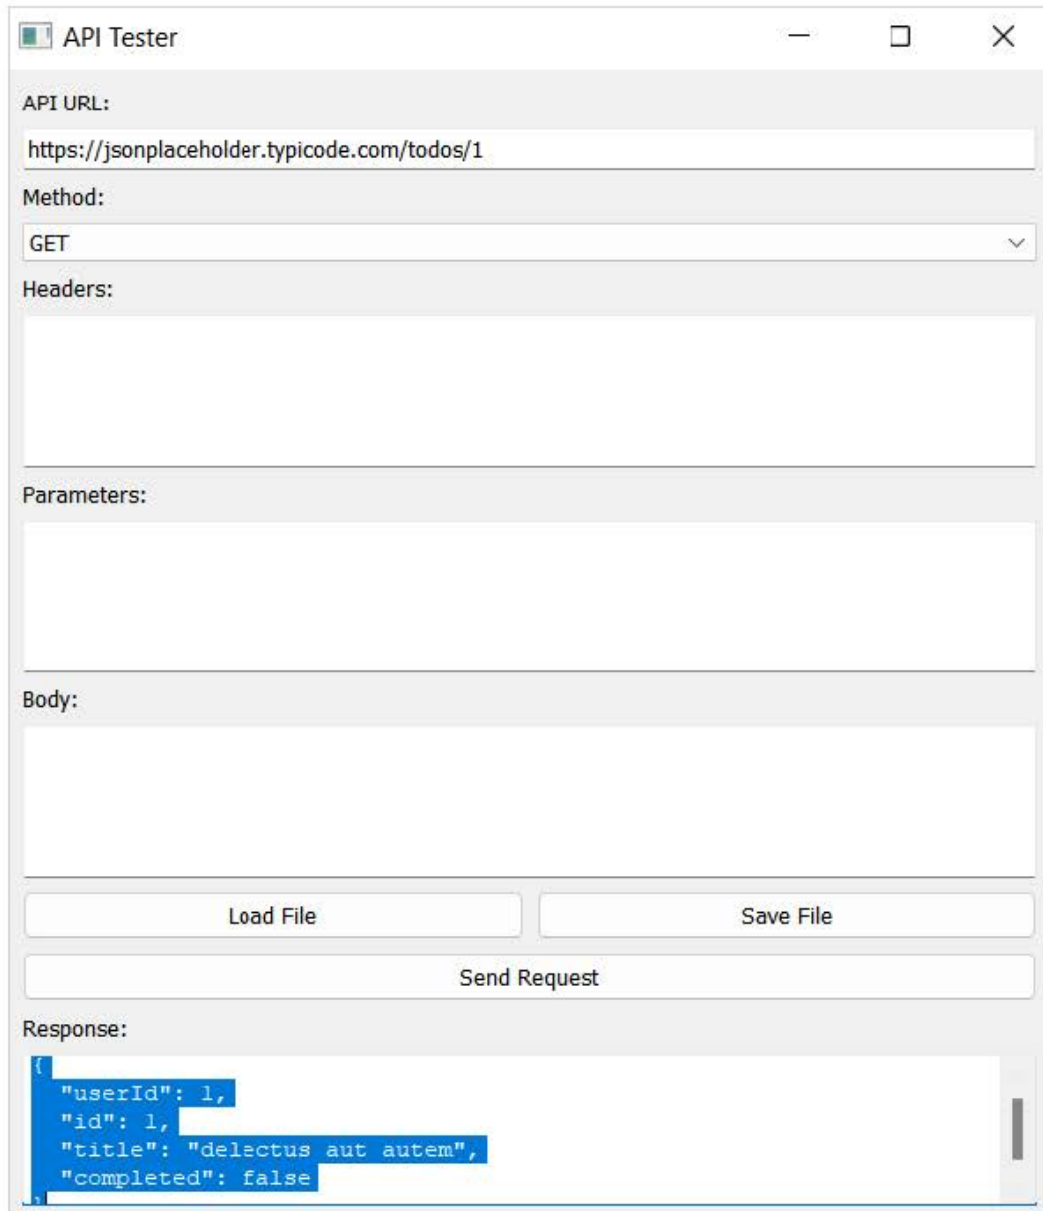 API Tester
API URL:
https://jsonplaceholder.typicode.com/todos/1
Method:
GET
Headers:
Parameters:
Body:
Load File
Save File
Send Request
Response:
{
"userId": 1,
"id": 1,
"title": "delectus aut autem",
"completed": false
}